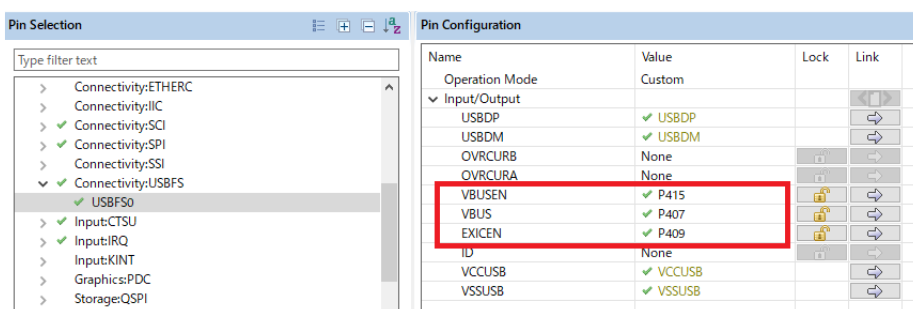 Pin Selection
Type filter text
Connectivity:ETHERC
Connectivity:IIC
Connectivity:SCI
Connectivity:SPI
Connectivity:SSI
Connectivity:USBFS
USBFS0
Input:CTSU
Input:IRQ
Input:KINT
Graphics:PDC
Storage:QSPI
Pin Configuration
Name Value Lock Link
Operation Mode Custom
Input/Output
USBDP USBDP
USBDM USBDM
OVRCURB None
OVRCURA None
VBUSEN P415
VBUS P407
EXICEN P409
ID None
VCCUSB VCCUSB
VSSUSB VSSUSB